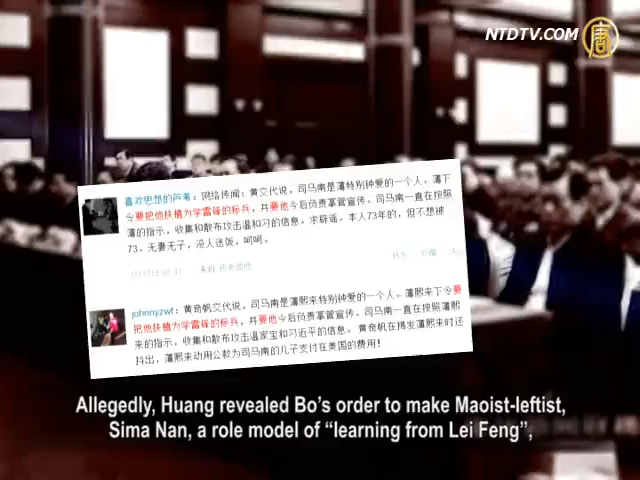 NTDTV.COM
喜欢思想的芦苇：网络传闻：黄交代说，司马南是薄特别钟爱的一个人。薄下
令要把他扶植为学雷锋的标兵，并要他今后负责掌管宣传。司马南一直在按照
薄的指示，收集和散布攻击温和习的信息。求辟谣。本人73年的，但不想被
73，无妻无子，没人送饭，呵呵。
johnnyzwf：黄奇帆交代说，司马南是薄熙来特别钟爱的一个人。薄熙来下令要
把他扶植为学雷锋的标兵，并要他今后负责掌管宣传。司马南一直在按照薄熙
来的指示，收集和散布攻击温家宝和习近平的信息。 黄奇帆在揭发薄熙来时还
抖出，薄熙来动用公款为司马南的儿子支付在美国的费用！
Allegedly, Huang revealed Bo's order to make Maoist-leftist,
Sima Nan, a role model of “learning from Lei Feng”,